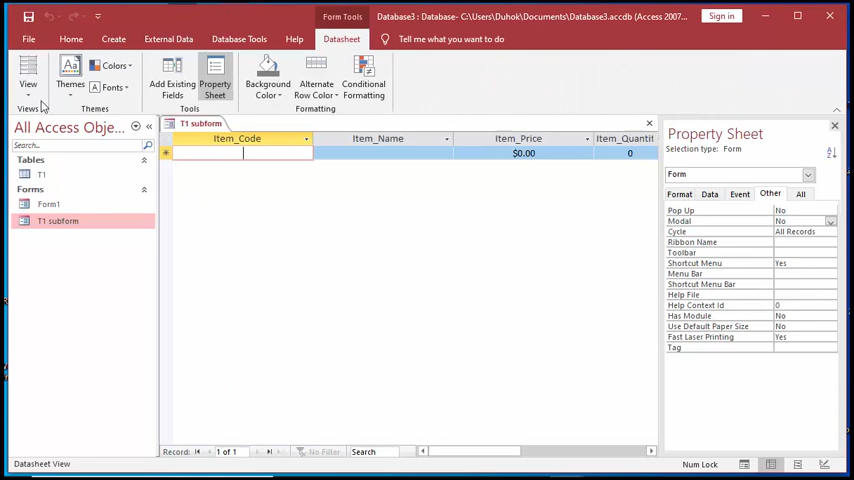 Form Tools
Database3 : Database- C:\Users\Duhok\Documents\Database3.accdb (Access 2007...
Sign in
File Home Create External Data Database Tools Help Datasheet Tell me what you want to do
View Themes Colors Fonts Add Existing Fields Property Sheet Background Color Alternate Row Color Conditional Formatting
Views Themes Tools Formatting
All Access Obje...
Search...
Tables
T1
Forms
Form1
T1 subform
T1 subform
Item_Code Item_Name Item_Price Item_Quantit
$0.00 0
Record: 1 of 1 No Filter Search
Property Sheet
Selection type: Form
Form
Format Data Event Other All
Pop Up No
Modal No
Cycle All Records
Ribbon Name
Toolbar
Shortcut Menu Yes
Menu Bar
Shortcut Menu Bar
Help File
Help Context Id 0
Has Module No
Use Default Paper Size No
Fast Laser Printing Yes
Tag
Datasheet View Num Lock